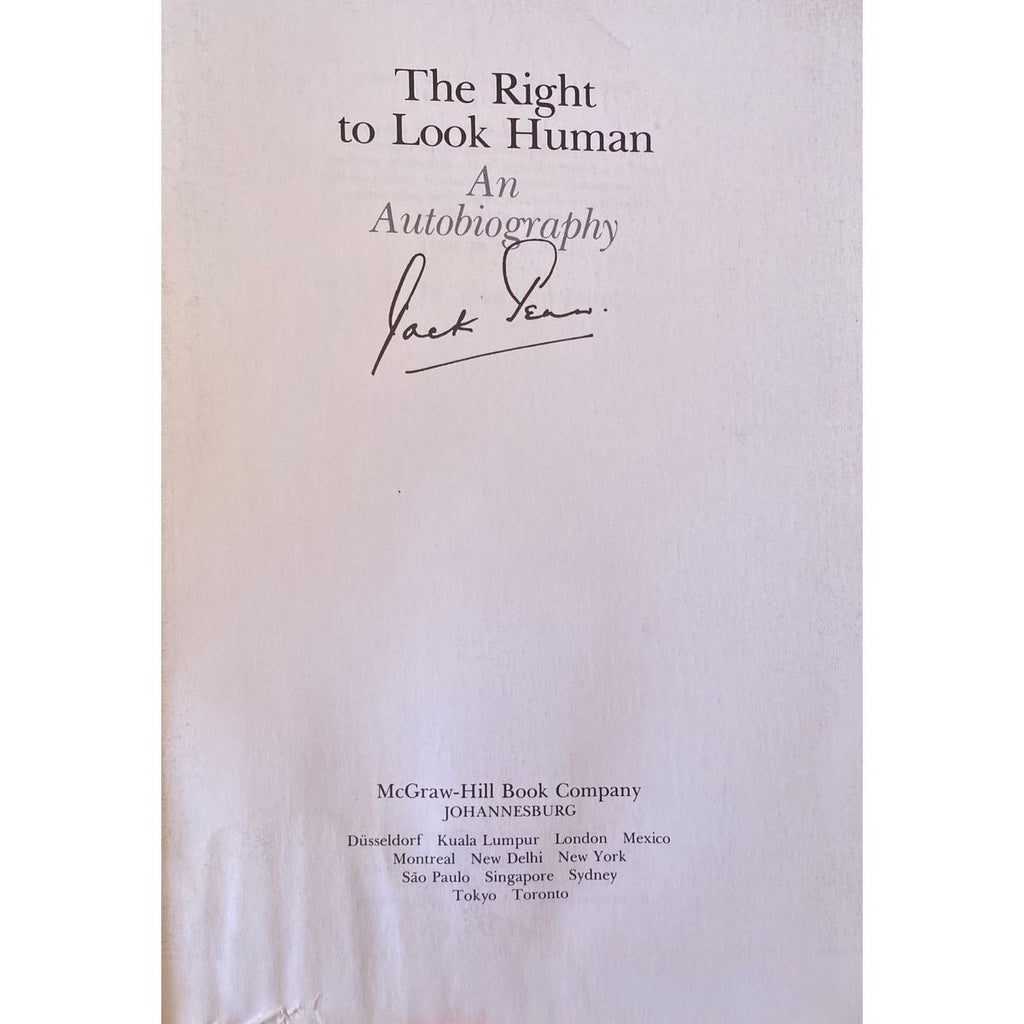 The Right
to Look Human
An
Autobiography
Jack Penn.
McGraw-Hill Book Company
JOHANNESBURG
Düsseldorf Kuala Lumpur London Mexico
Montreal New Delhi New York
São Paulo Singapore Sydney
Tokyo Toronto